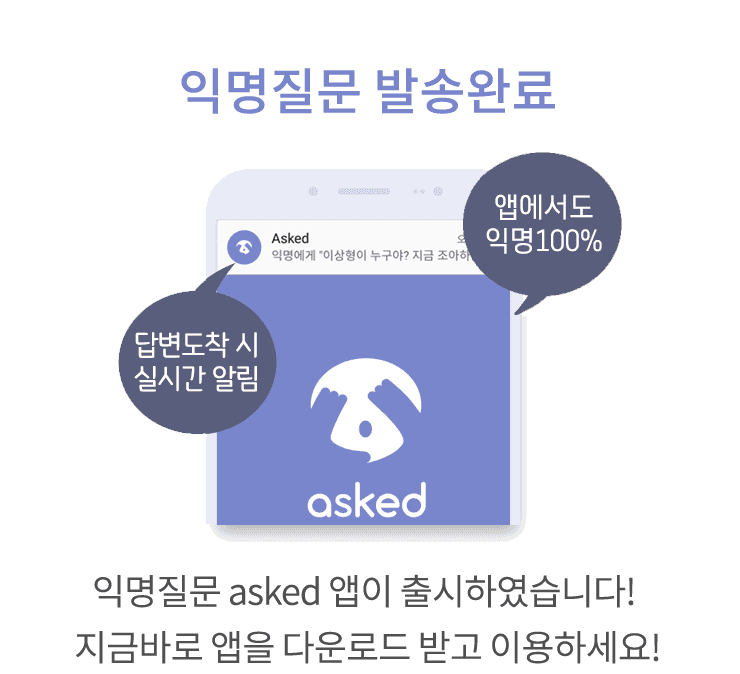 익명질문 발송완료
앱에서도
익명100%
Asked
익명에게 "이상형이 누구야? 지금 조아하
답변도착 시
실시간 알림
asked
익명질문 asked 앱이 출시하였습니다!
지금바로 앱을 다운로드 받고 이용하세요!